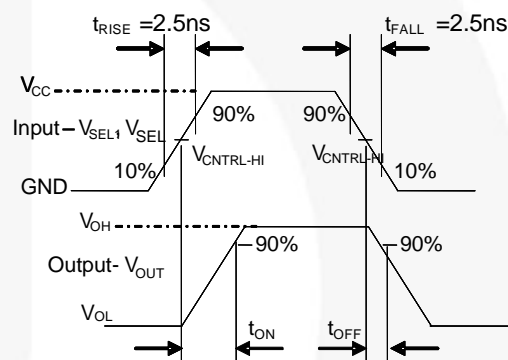 tRISE =2.5ns
tFALL =2.5ns
VCC
90%
90%
Input– VSEL1, VSEL
VCNTRL-HI
VCNTRL-HI
10%
10%
GND
VOH
90%
90%
Output- VOUT
VOL
tON
tOFF